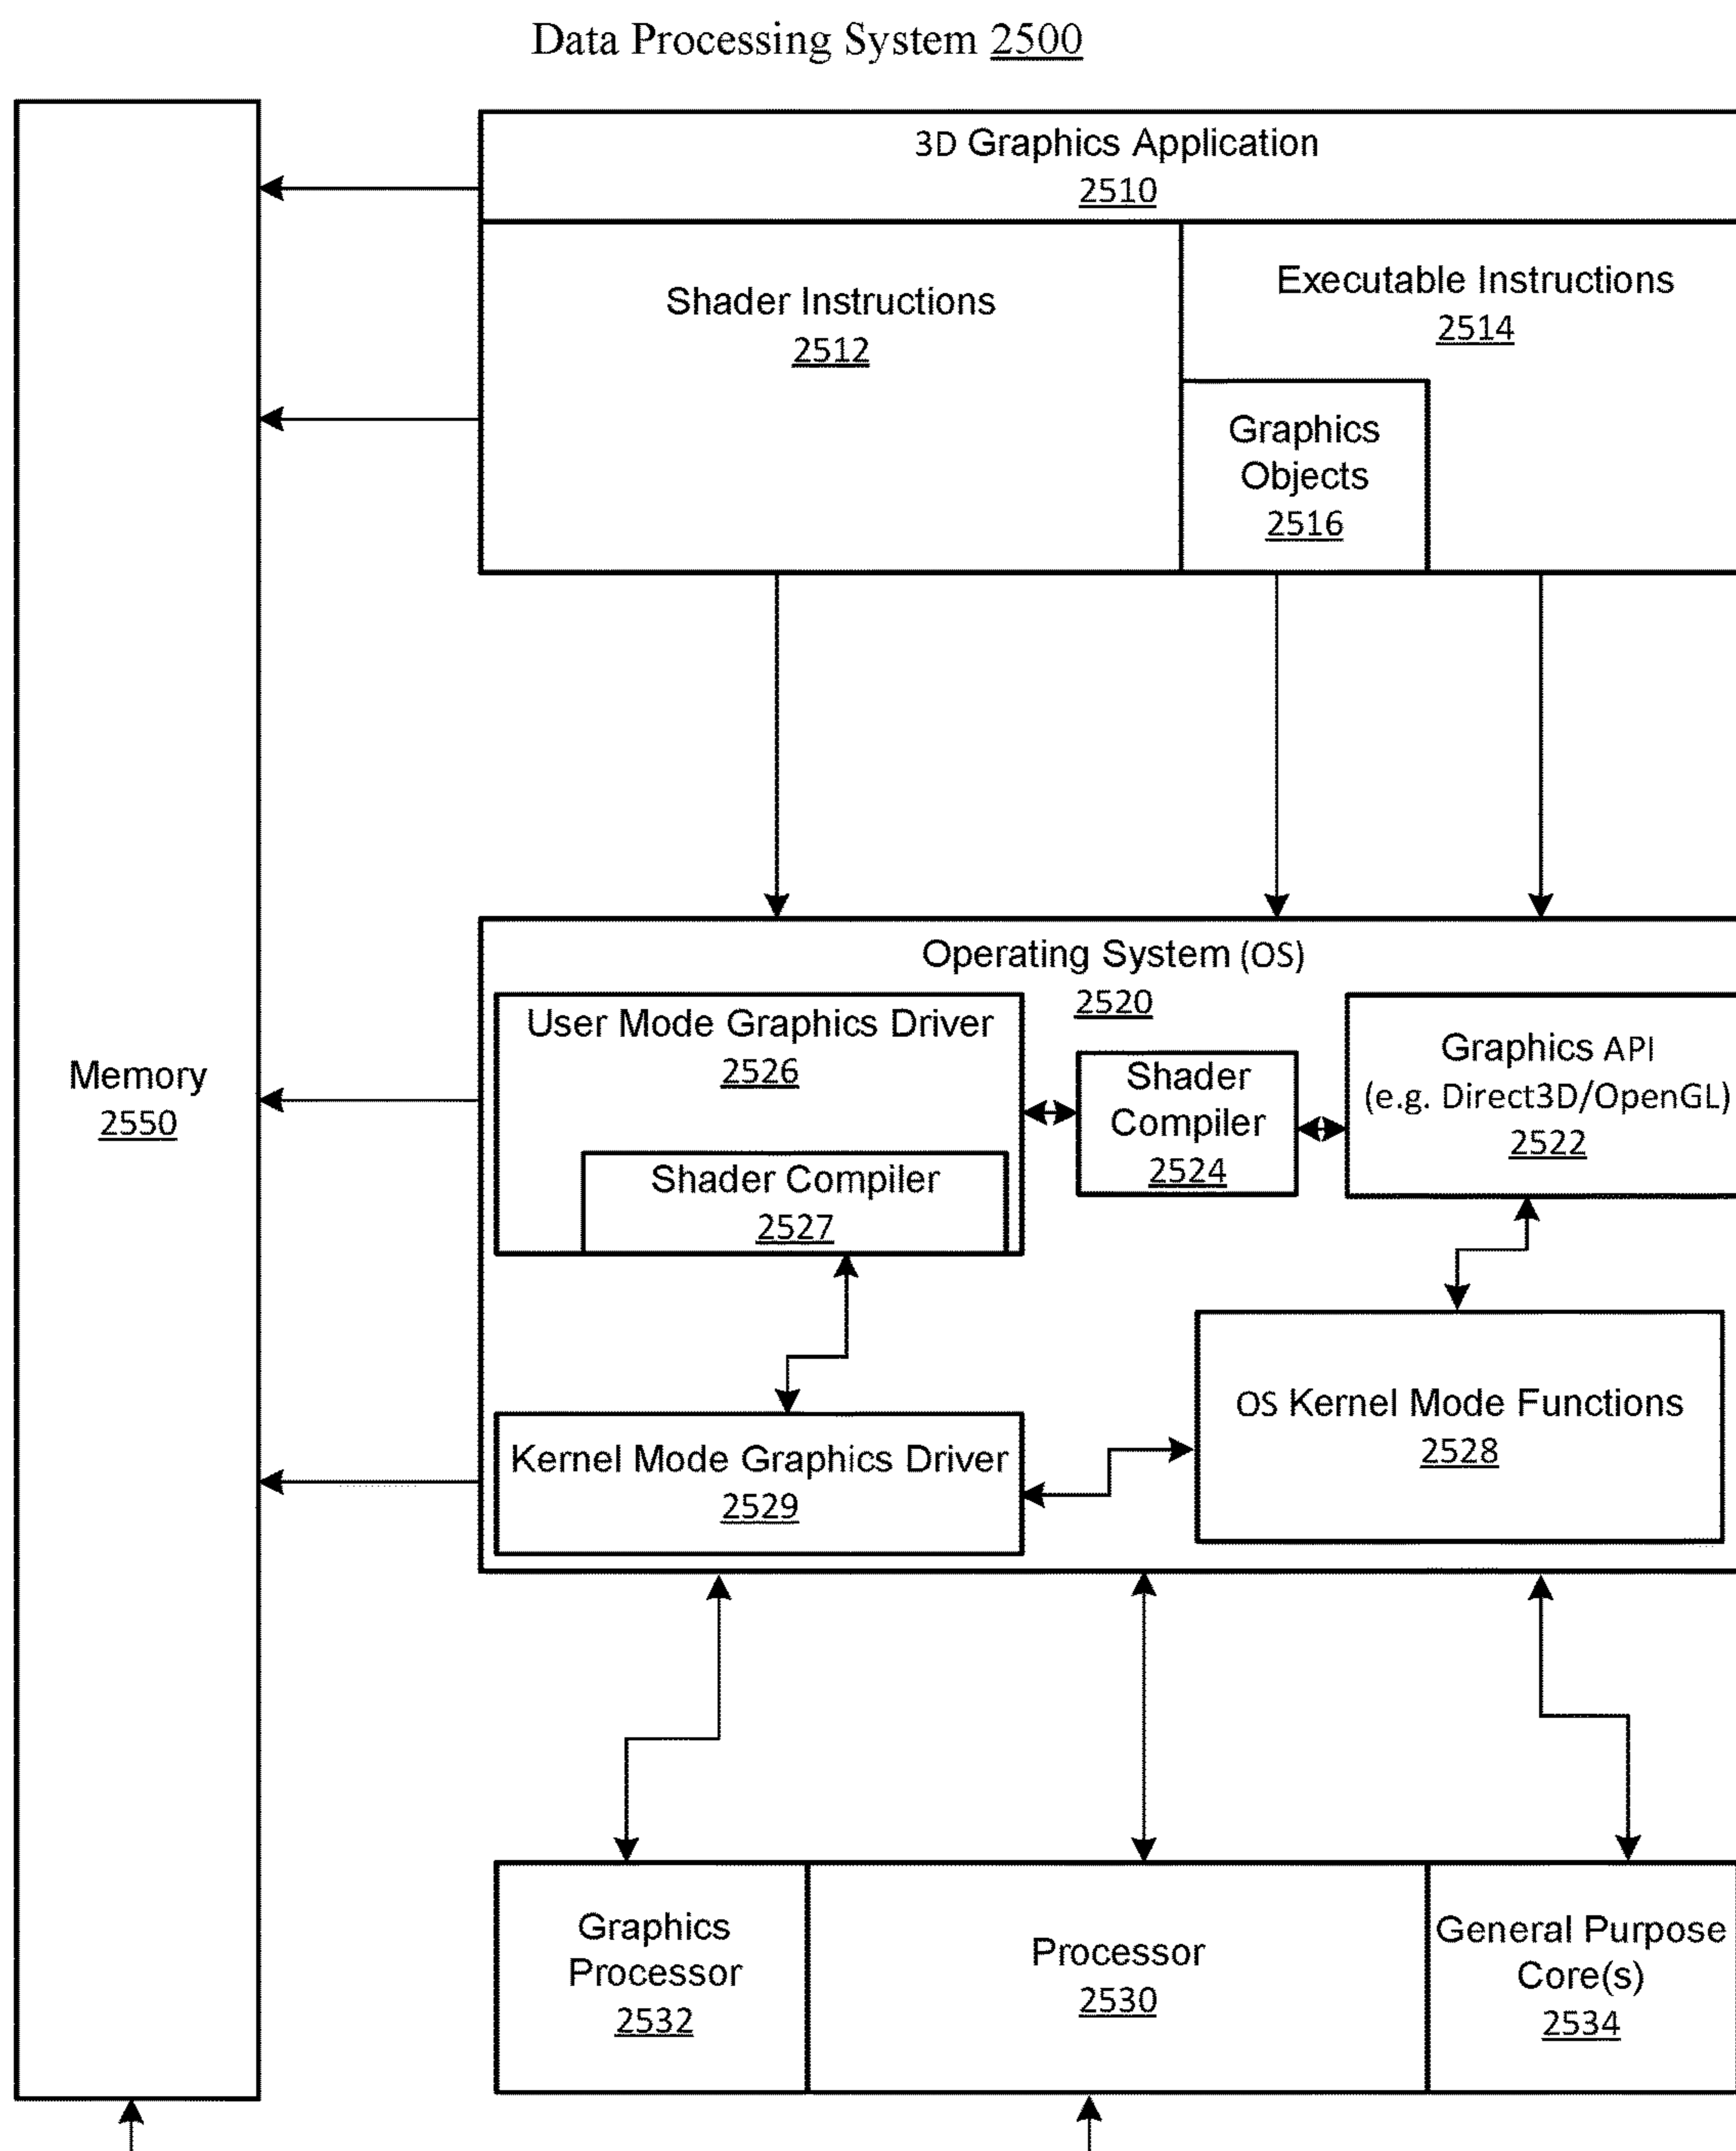 Data Processing System 2500
3D Graphics Application
2510
Shader Instructions
2512
Executable Instructions
2514
Graphics
Objects
2516
Memory
2550
Operating System (OS)
2520
User Mode Graphics Driver
2526
Shader Compiler
2527
Shader
Compiler
2524
Graphics API
(e.g. Direct3D/OpenGL)
2522
OS Kernel Mode Functions
2528
Kernel Mode Graphics Driver
2529
Graphics
Processor
2532
Processor
2530
General Purpose
Core(s)
2534